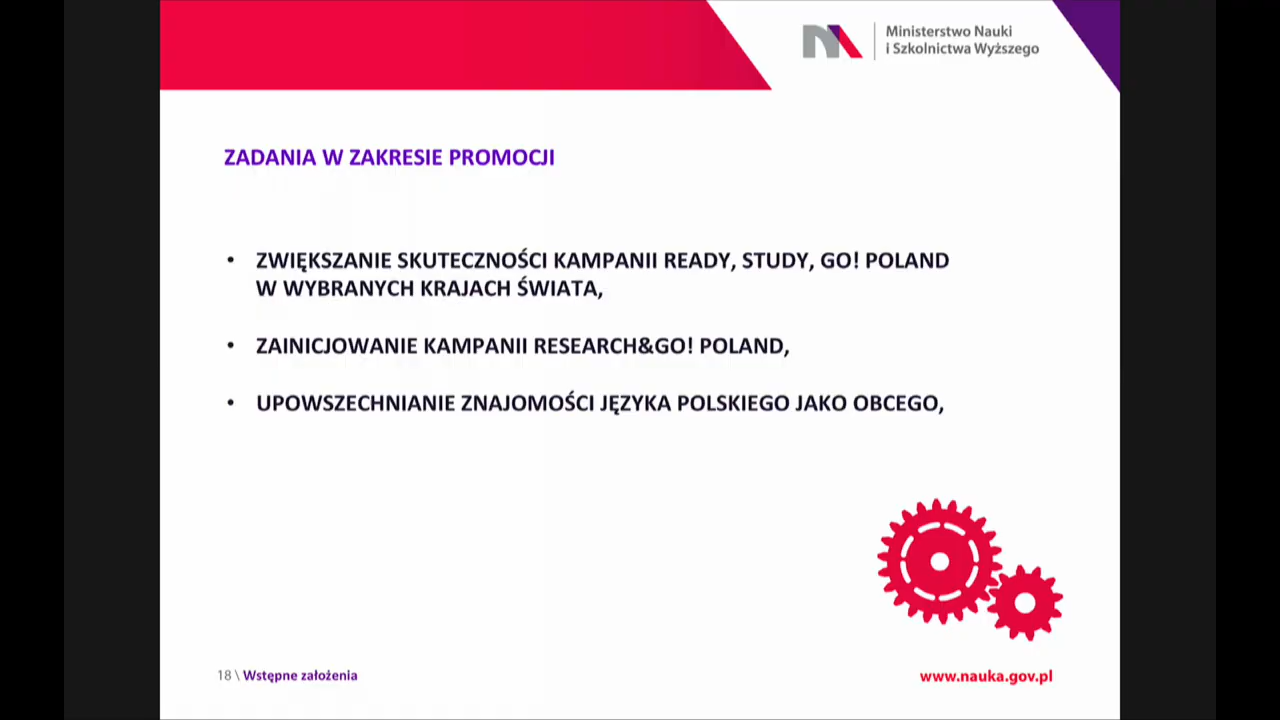 Ministerstwo Nauki
i Szkolnictwa Wyższego
ZADANIA W ZAKRESIE PROMOCJI
• ZWIĘKSZANIE SKUTECZNOŚCI KAMPANII READY, STUDY, GO! POLAND
W WYBRANYCH KRAJACH ŚWIATA,
• ZAINICJOWANIE KAMPANII RESEARCH&GO! POLAND,
• UPOWSZECHNIANIE ZNAJOMOŚCI JĘZYKA POLSKIEGO JAKO OBCEGO,
18 \ Wstępne założenia
www.nauka.gov.pl